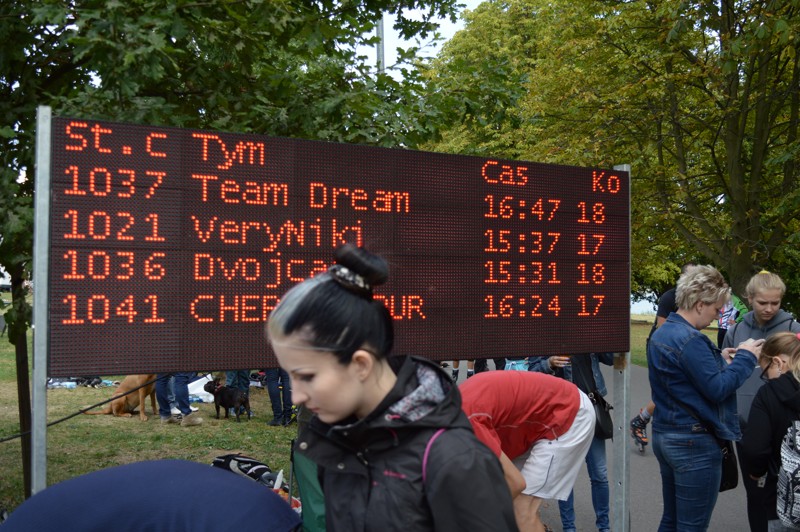 St.c Tym Cas Ko
1037 Team Dream 16:47 18
1021 VeryNiki 15:37 17
1036 15:31 18
1041 16:24 17